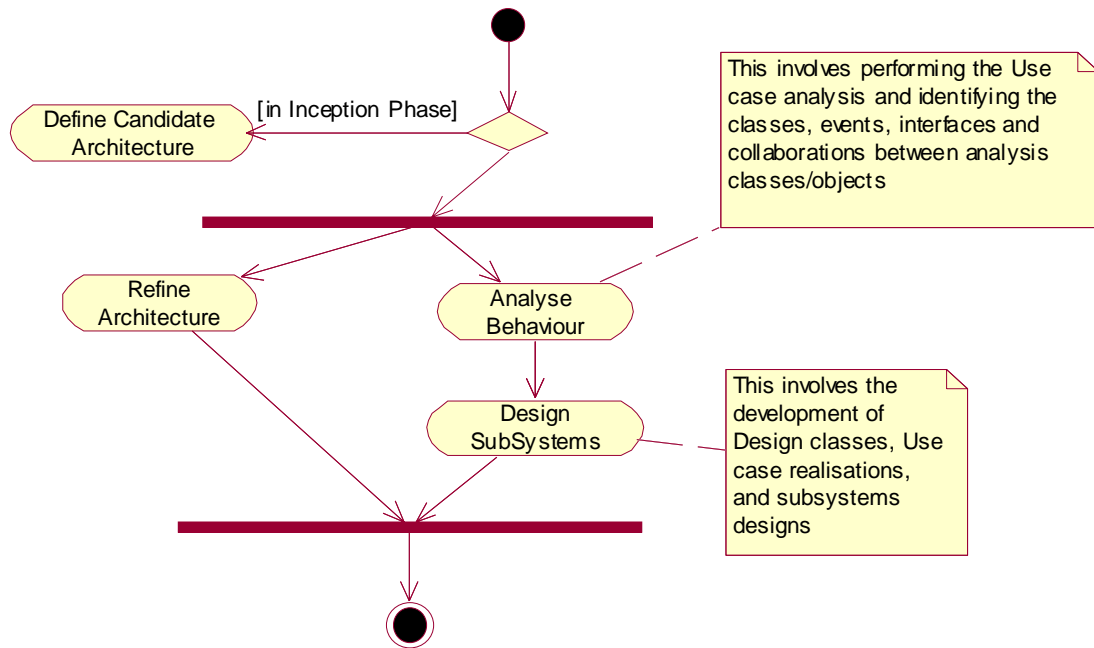 [in Inception Phase]
Define Candidate
Architecture
This involves performing the Use
case analysis and identifying the
classes, events, interfaces and
collaborations between analysis
classes/objects
Refine
Architecture
Analyse
Behaviour
Design
SubSystems
This involves the
development of
Design classes, Use
case realisations,
and subsystems
designs